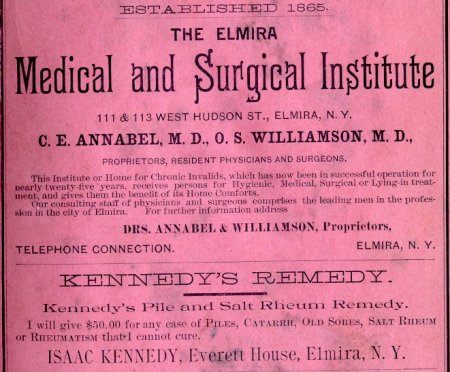 ESTABLISHED 1865.
THE ELMIRA
Medical and Surgical Institute
111 & 113 WEST HUDSON ST., ELMIRA, N. Y.
C. E. ANNABEL, M. D., O. S. WILLIAMSON, M. D.,
PROPRIETORS, RESIDENT PHYSICIANS AND SURGEONS.
This Institute or Home for Chronic Invalids, which has now been in successful operation for
nearly twenty-five years, receives persons for Hygienic, Medical, Surgical or Lying-in treat-
ment, and gives them the benefit of its Home Comforts.
Our consulting staff of physicians and surgeons comprises the leading men in the profes-
sion in the city of Elmira. For further information address
DRS. ANNABEL & WILLIAMSON, Proprietors,
TELEPHONE CONNECTION. ELMIRA, N. Y.
KENNEDY'S REMEDY.
Kennedy's Pile and Salt Rheum Remedy.
I will give $50.00 for any case of PILES, CATARRH, OLD SORES, SALT RHEUM
or RHEUMATISM that I cannot cure.
ISAAC KENNEDY, Everett House, Elmira, N. Y.